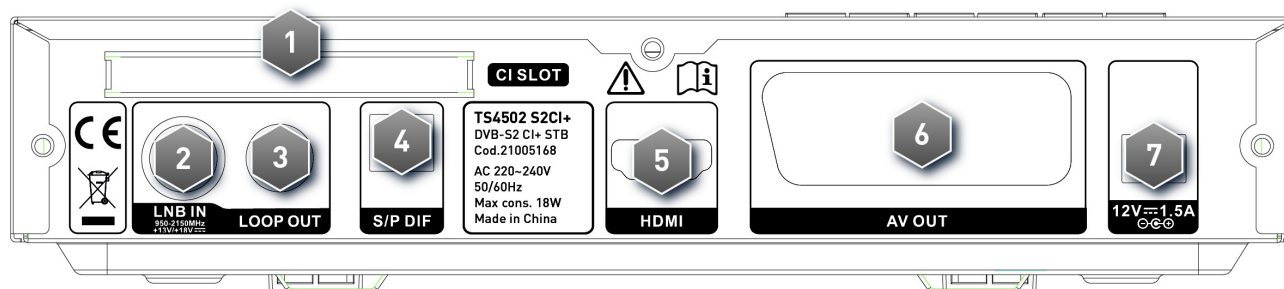 1
CI SLOT
CE
2
3
4
5
6
7
LNB IN
950-2150MHz
+13V/+18V
LOOP OUT
S/P DIF
TS4502 S2CI+
DVB-S2 CI+ STB
Cod.21005168
AC 220~240V
50/60Hz
Max cons. 18W
Made in China
HDMI
AV OUT
12V 1.5A